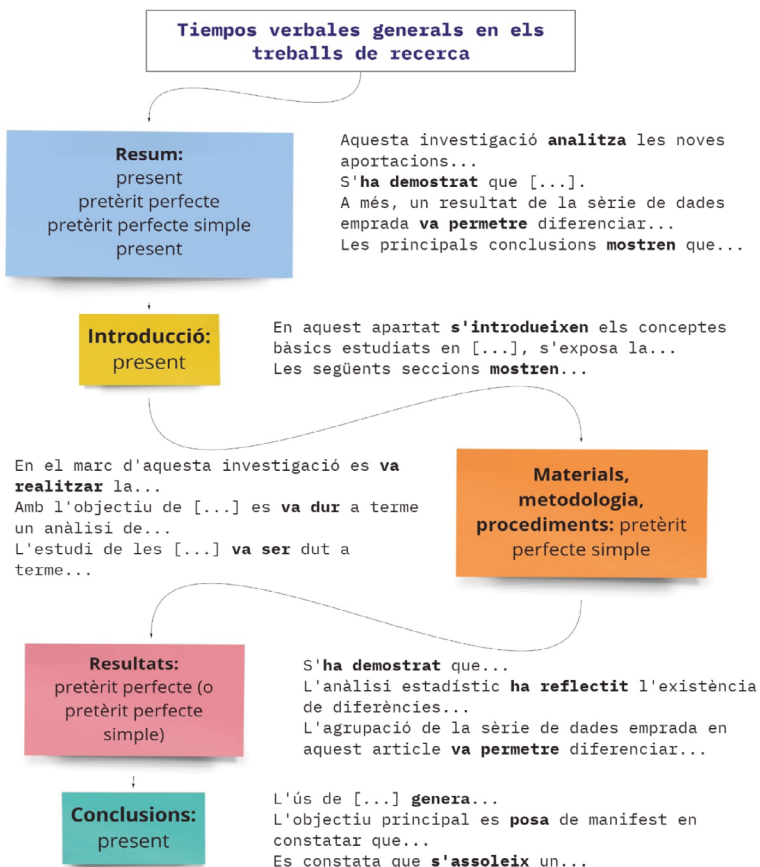 Tiempos verbales generals en els
treballs de recerca
Resum:
present
pretèrit perfecte
pretèrit perfecte simple
present
Aquesta investigació analitza les noves
aportacions...
S'ha demostrat que [...].
A més, un resultat de la sèrie de dades
emprada va permetre diferenciar...
Les principals conclusions mostren que...
Introducció:
present
En aquest apartat s'introdueixen els conceptes
bàsics estudiats en [...], s'exposa la...
Les següents seccions mostren...
En el marc d'aquesta investigació es va
realitzar la...
Amb l'objectiu de [...] es va dur a terme
un anàlisi de...
L'estudi de les [...] va ser dut a
terme...
Materials,
metodologia,
procediments: pretèrit
perfecte simple
Resultats:
pretèrit perfecte (o
pretèrit perfecte
simple)
S'ha demostrat que...
L'anàlisi estadístic ha reflectit l'existència
de diferències...
L'agrupació de la sèrie de dades emprada en
aquest article va permetre diferenciar...
Conclusions:
present
L'ús de [...] genera...
L'objectiu principal es posa de manifest en
constatar que...
Es constata que s'assoleix un...